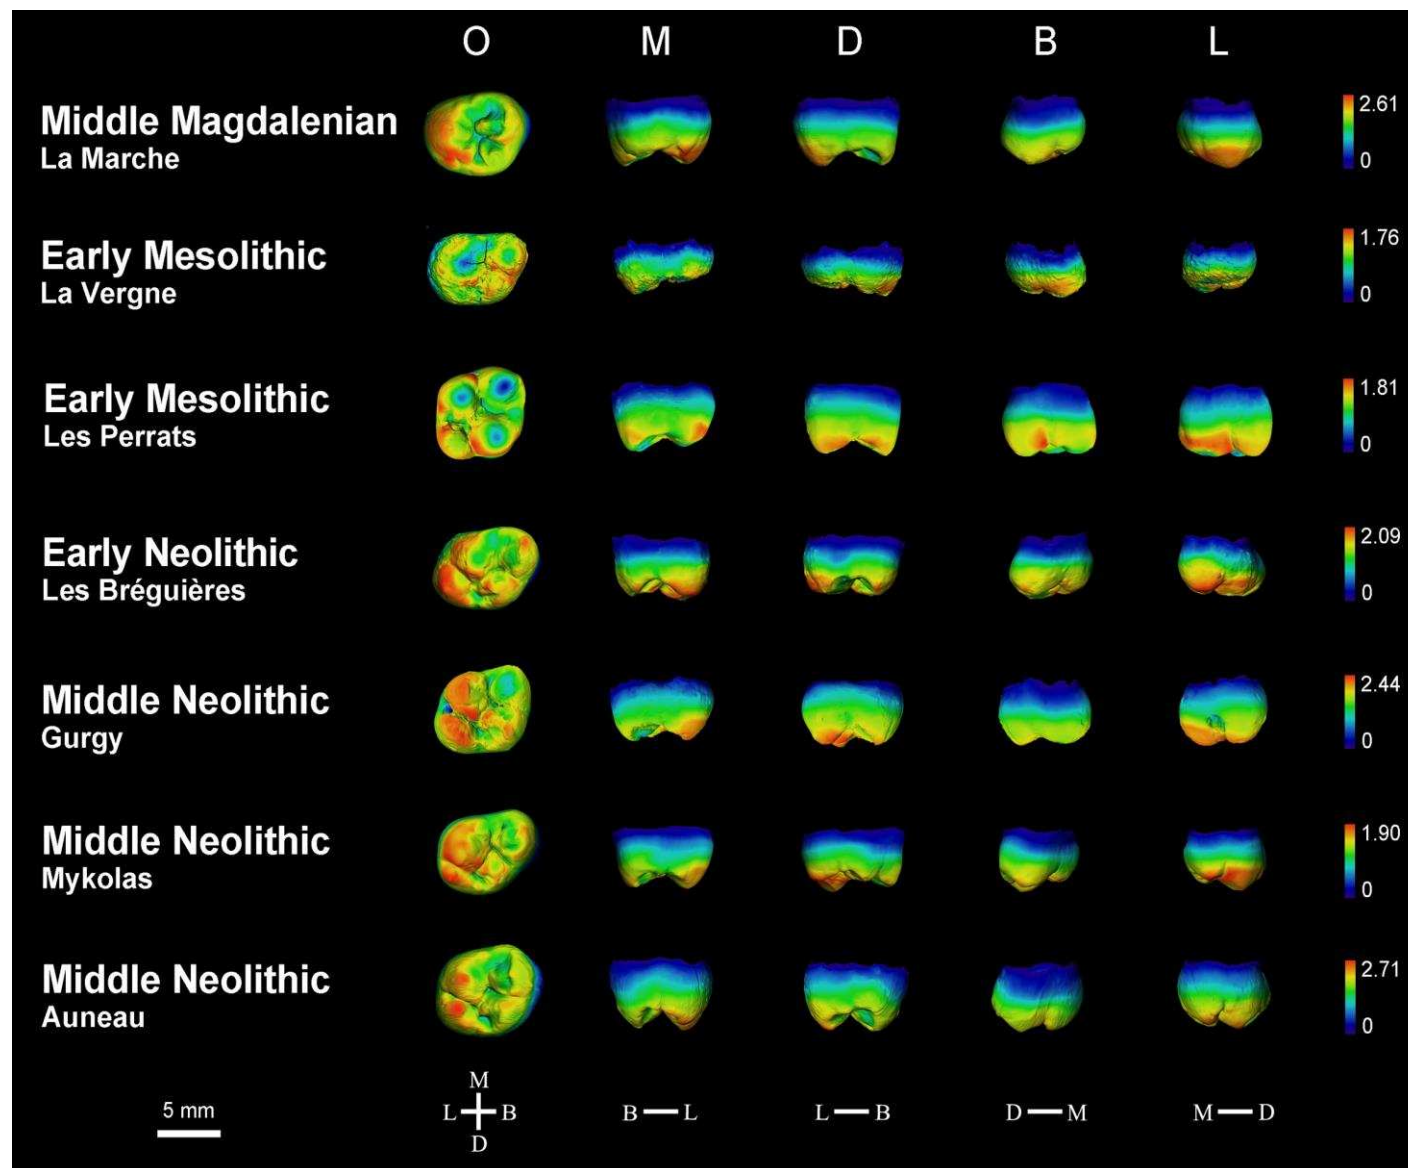 O M D B L
Middle Magdalenian
La Marche
2.61
0
Early Mesolithic
La Vergne
1.76
0
Early Mesolithic
Les Perrats
1.81
0
Early Neolithic
Les Bréguières
2.09
0
Middle Neolithic
Gurgy
2.44
0
Middle Neolithic
Mykolas
1.90
0
Middle Neolithic
Auneau
2.71
0
5 mm
M
L B
D
B L
L B
D M
M D